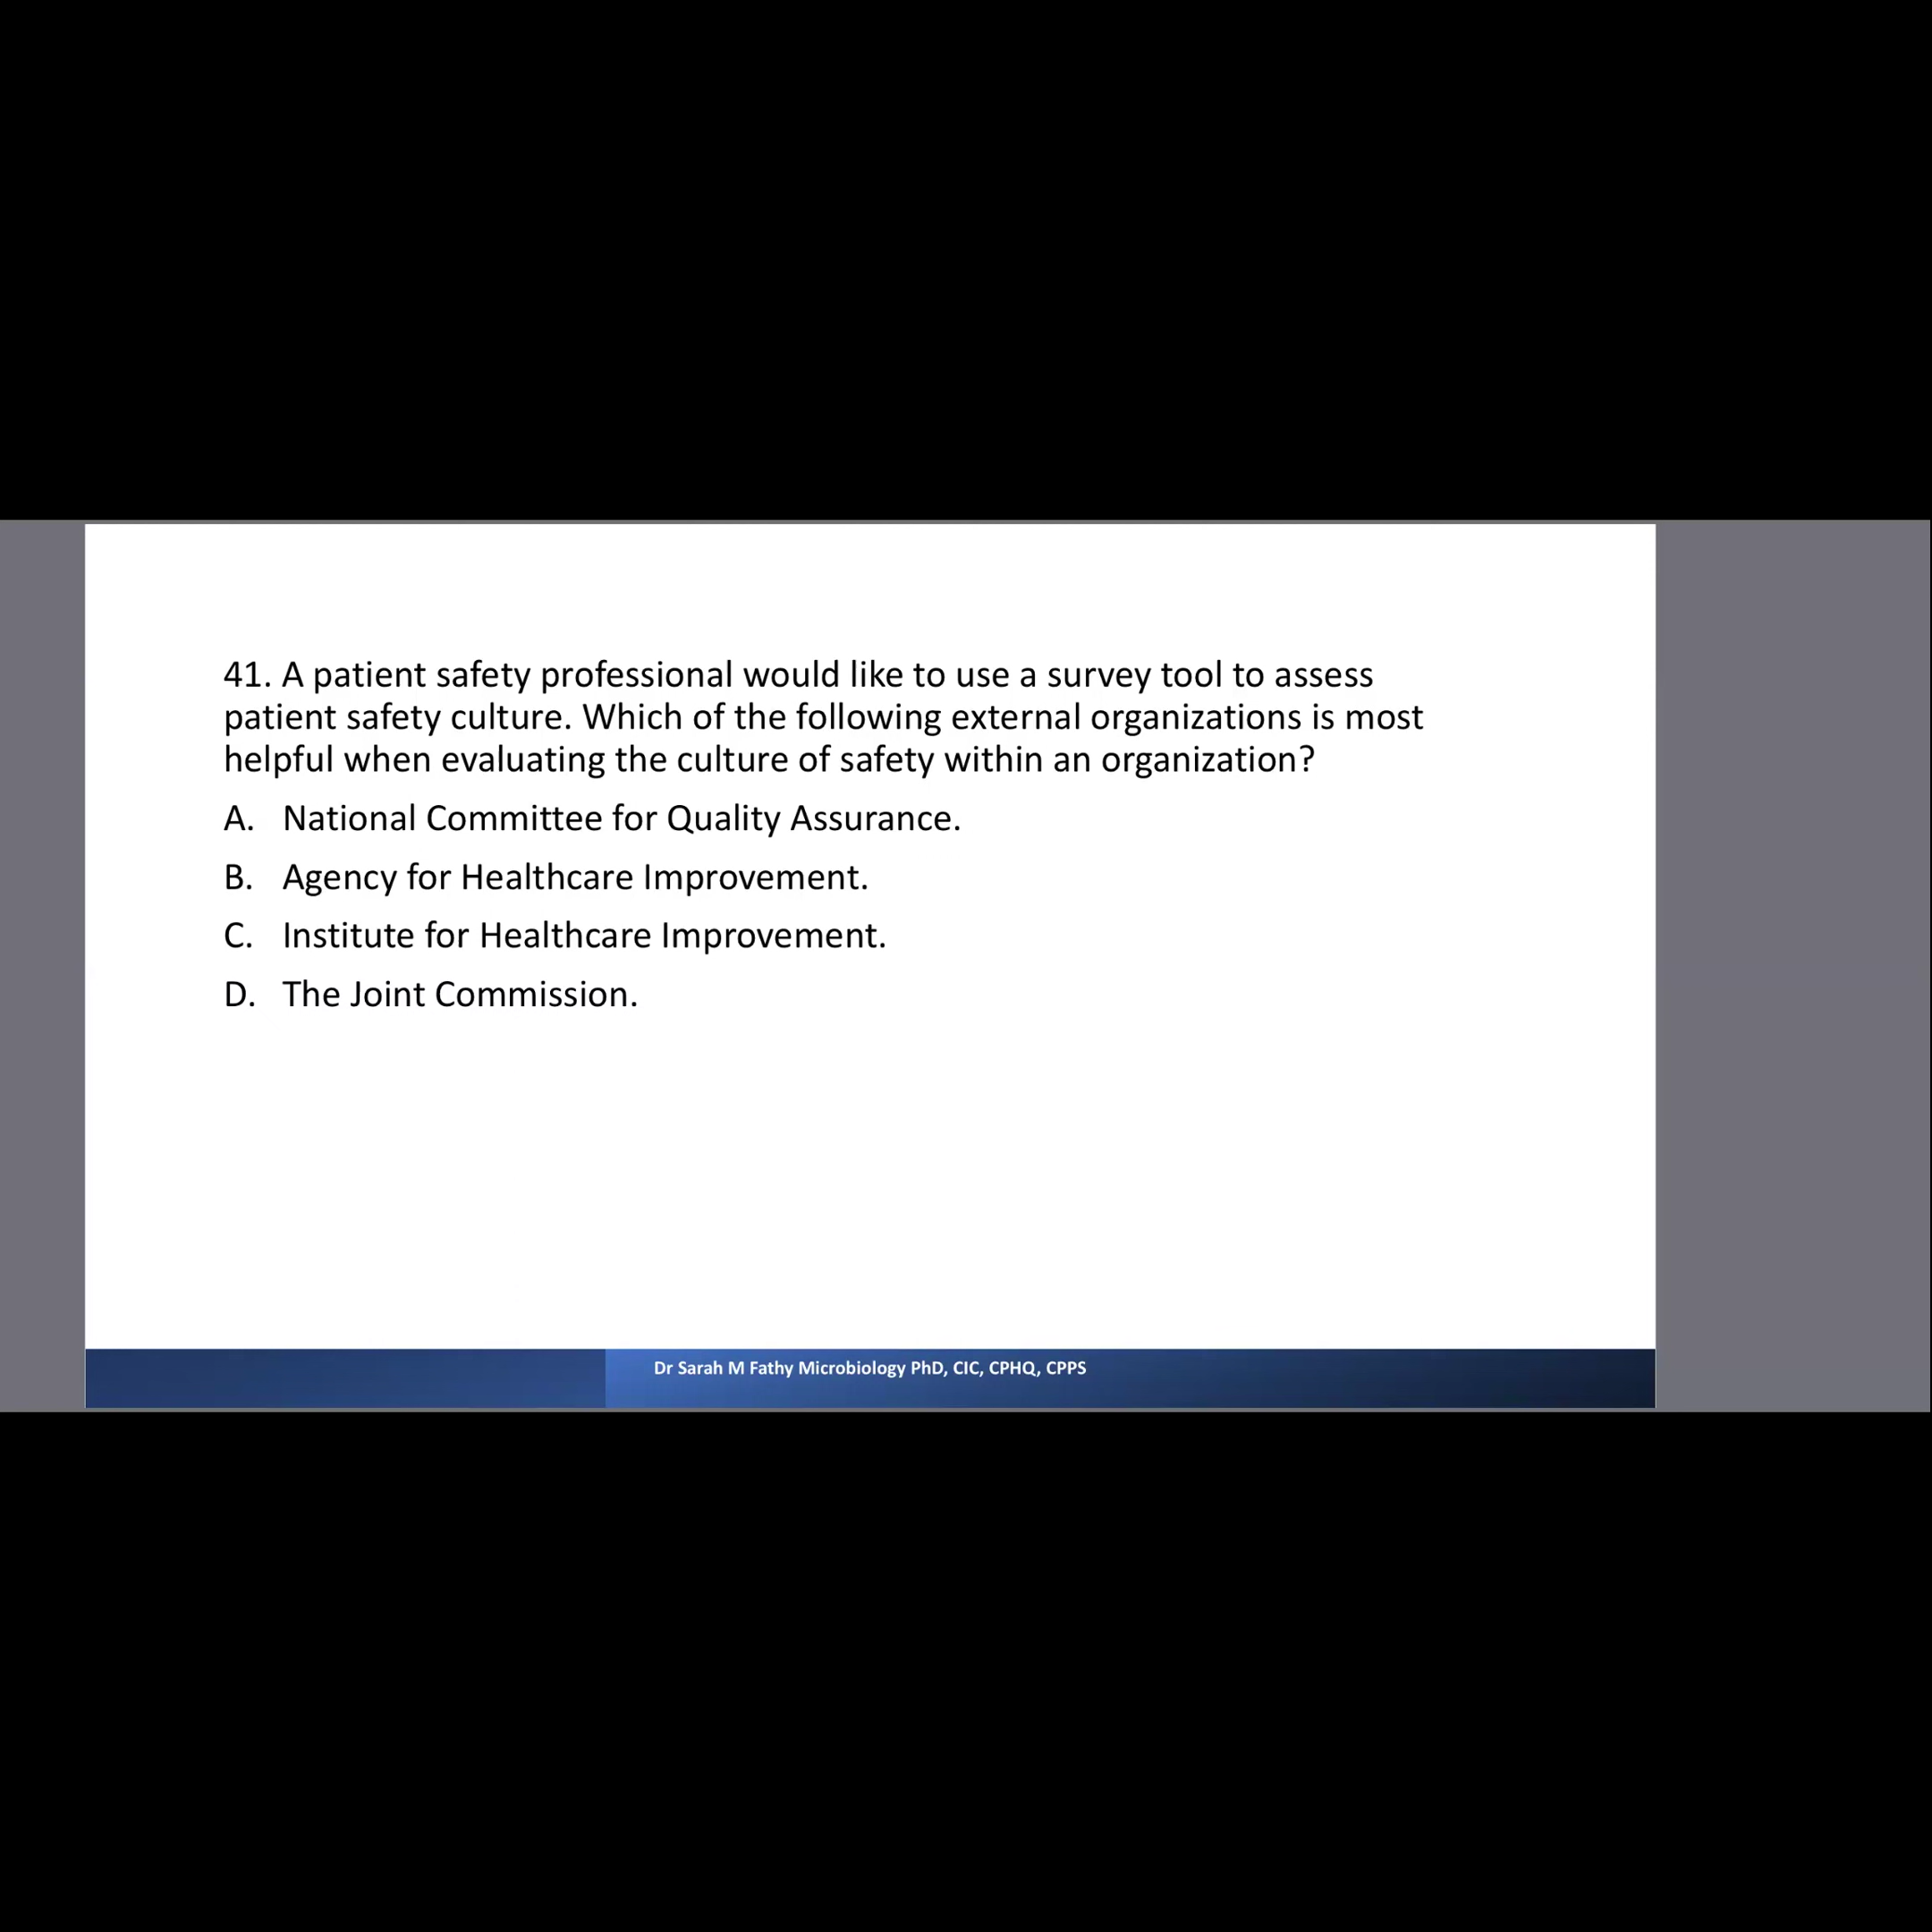 41. A patient safety professional would like to use a survey tool to assess
patient safety culture. Which of the following external organizations is most
helpful when evaluating the culture of safety within an organization?
A. National Committee for Quality Assurance.
B. Agency for Healthcare Improvement.
C. Institute for Healthcare Improvement.
D. The Joint Commission.
Dr Sarah M Fathy Microbiology PhD, CIC, CPHQ, CPPS